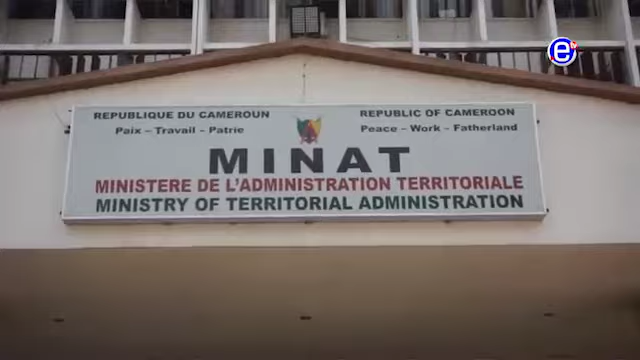 REPUBLIQUE DU CAMEROUN
Paix – Travail – Patrie
REPUBLIC OF CAMEROON
Peace – Work – Fatherland
MINAT
MINISTERE DE L'ADMINISTRATION TERRITORIALE
MINISTRY OF TERRITORIAL ADMINISTRATION
e